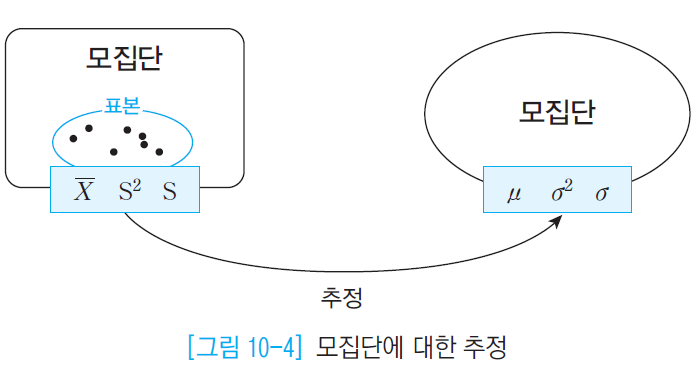 모집단
표본
X̅ S² S
모집단
μ σ² σ
추정
[그림 10-4] 모집단에 대한 추정